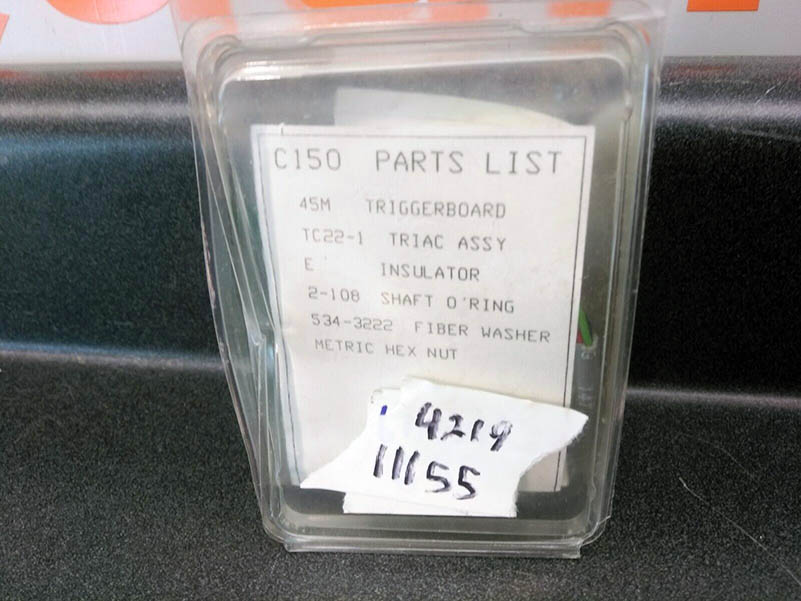 C150 PARTS LIST
45M TRIGGERBOARD
TC22-1 TRIAC ASSY
E INSULATOR
2-108 SHAFT O'RING
534-3222 FIBER WASHER
METRIC HEX NUT
4219
11155